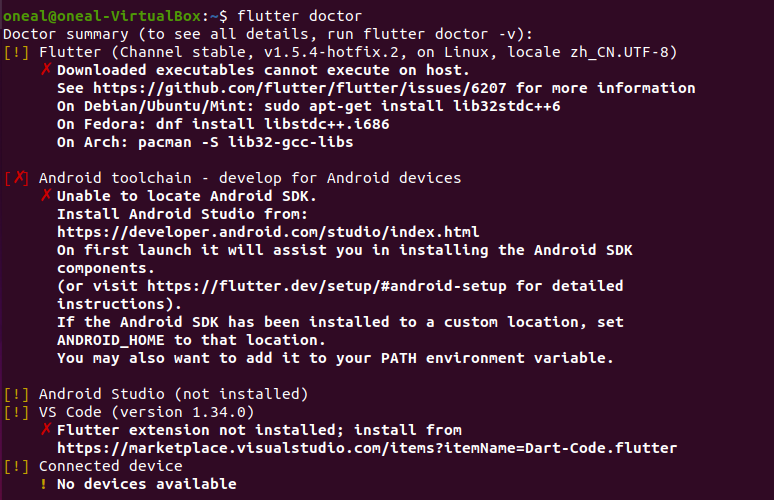 oneal@oneal-VirtualBox:~$ flutter doctor
Doctor summary (to see all details, run flutter doctor -v):
[!] Flutter (Channel stable, v1.5.4-hotfix.2, on Linux, locale zh_CN.UTF-8)
✗ Downloaded executables cannot execute on host.
See https://github.com/flutter/flutter/issues/6207 for more information
On Debian/Ubuntu/Mint: sudo apt-get install lib32stdc++6
On Fedora: dnf install libstdc++.i686
On Arch: pacman -S lib32-gcc-libs
[✗] Android toolchain - develop for Android devices
✗ Unable to locate Android SDK.
Install Android Studio from:
https://developer.android.com/studio/index.html
On first launch it will assist you in installing the Android SDK
components.
(or visit https://flutter.dev/setup/#android-setup for detailed
instructions).
If the Android SDK has been installed to a custom location, set
ANDROID_HOME to that location.
You may also want to add it to your PATH environment variable.
[!] Android Studio (not installed)
[!] VS Code (version 1.34.0)
✗ Flutter extension not installed; install from
https://marketplace.visualstudio.com/items?itemName=Dart-Code.flutter
[!] Connected device
! No devices available